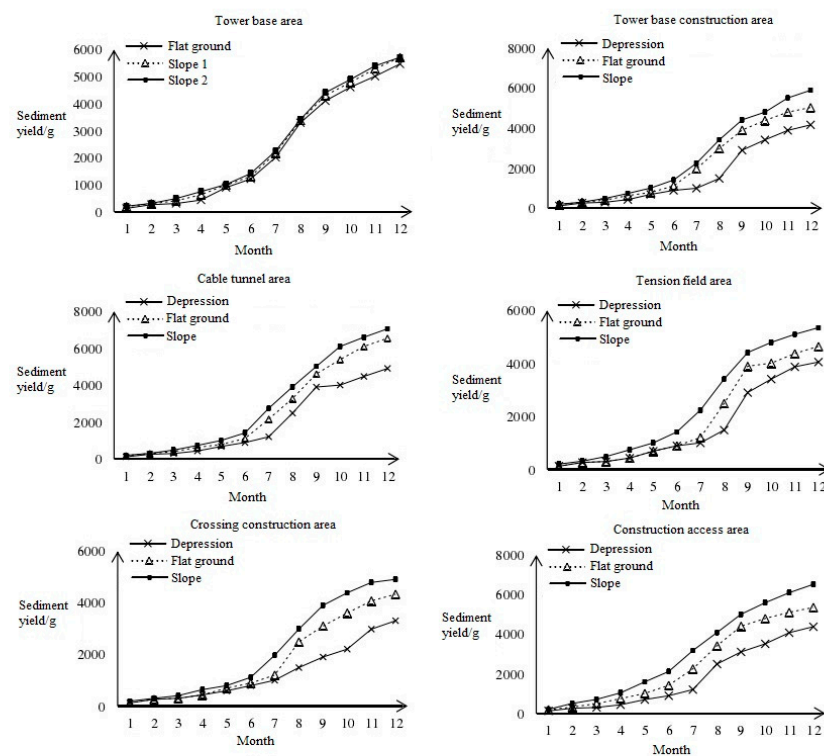 Tower base area
6000
5000
4000
3000
2000
1000
0
Flat ground
Slope 1
Slope 2
Sediment
yield/g
1 2 3 4 5 6 7 8 9 10 11 12
Month
Tower base construction area
8000
6000
4000
2000
0
Depression
Flat ground
Slope
Sediment
yield/g
1 2 3 4 5 6 7 8 9 10 11 12
Month
Cable tunnel area
8000
6000
4000
2000
0
Depression
Flat ground
Slope
Sediment
yield/g
1 2 3 4 5 6 7 8 9 10 11 12
Month
Tension field area
6000
4000
2000
0
Depression
Flat ground
Slope
Sediment
yield/g
1 2 3 4 5 6 7 8 9 10 11 12
Month
Crossing construction area
6000
4000
2000
0
Depression
Flat ground
Slope
Sediment
yield/g
1 2 3 4 5 6 7 8 9 10 11 12
Month
Construction access area
8000
6000
4000
2000
0
Depression
Flat ground
Slope
Sediment
yield/g
1 2 3 4 5 6 7 8 9 10 11 12
Month